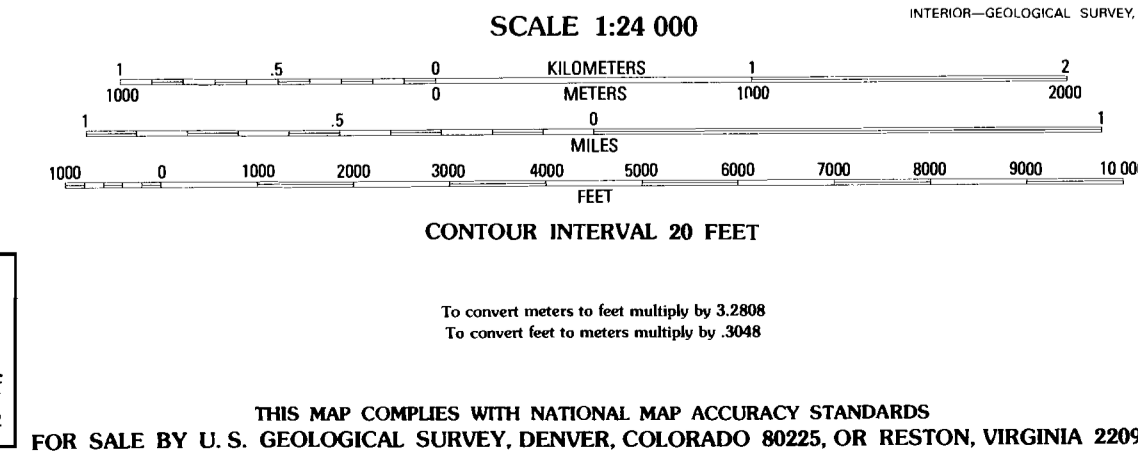 INTERIOR—GEOLOGICAL SURVEY,
SCALE 1:24 000
1 .5 0 KILOMETERS 1 2
1000 0 METERS 1000 2000
1 .5 0 1
MILES
1000 0 1000 2000 3000 4000 5000 6000 7000 8000 9000 10 00
FEET
CONTOUR INTERVAL 20 FEET
To convert meters to feet multiply by 3.2808
To convert feet to meters multiply by .3048
THIS MAP COMPLIES WITH NATIONAL MAP ACCURACY STANDARDS
FOR SALE BY U. S. GEOLOGICAL SURVEY, DENVER, COLORADO 80225, OR RESTON, VIRGINIA 2209